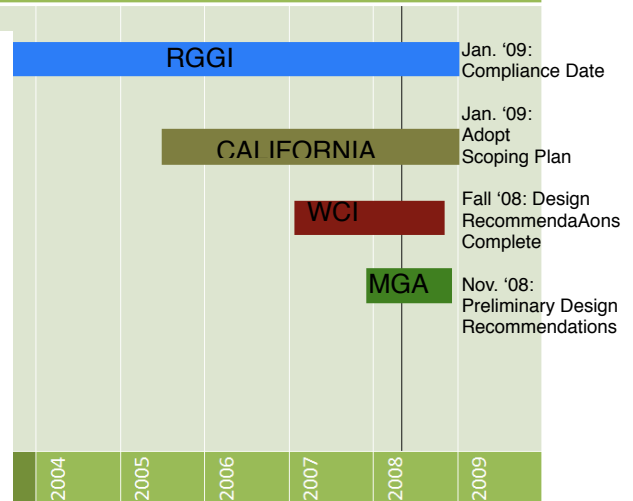 RGGI
Jan. ‘09:
Compliance Date
CALIFORNIA
Jan. ‘09:
Adopt
Scoping Plan
WCI
Fall ‘08: Design
RecommendaAons
Complete
MGA
Nov. ‘08:
Preliminary Design
Recommendations
2004
2005
2006
2007
2008
2009